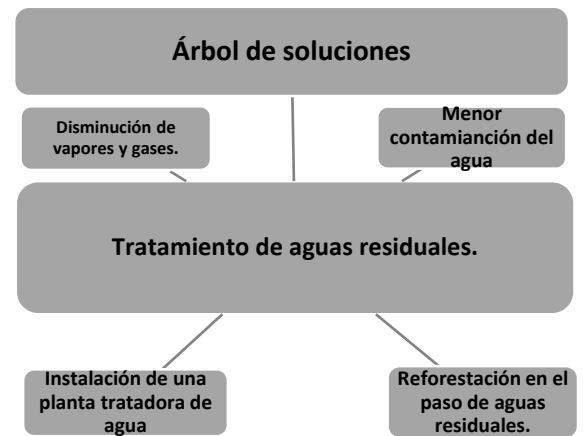 Árbol de soluciones
Disminución de
vapores y gases.
Menor
contamianción del
agua
Tratamiento de aguas residuales.
Instalación de una
planta tratadora de
agua
Reforestación en el
paso de aguas
residuales.